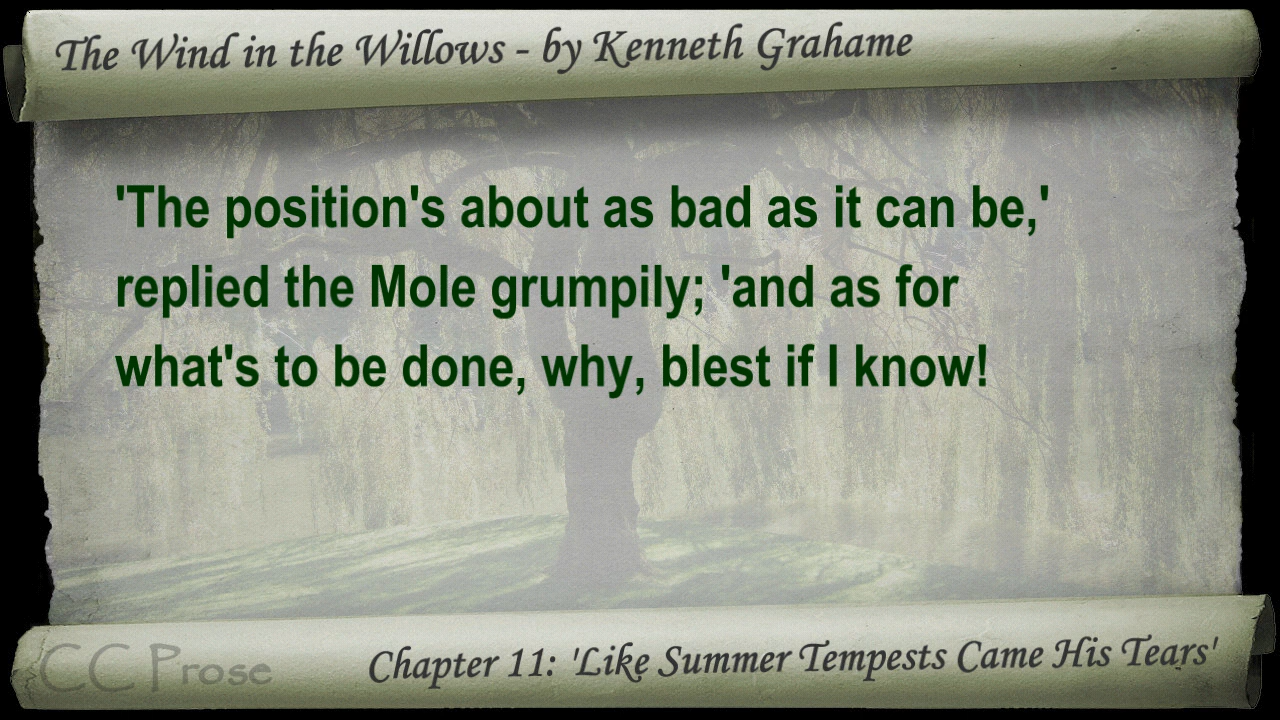 The Wind in the Willows - by Kenneth Grahame
'The position's about as bad as it can be,'
replied the Mole grumpily; 'and as for
what's to be done, why, blest if I know!
CC Prose
Chapter 11: 'Like Summer Tempests Came His Tears'